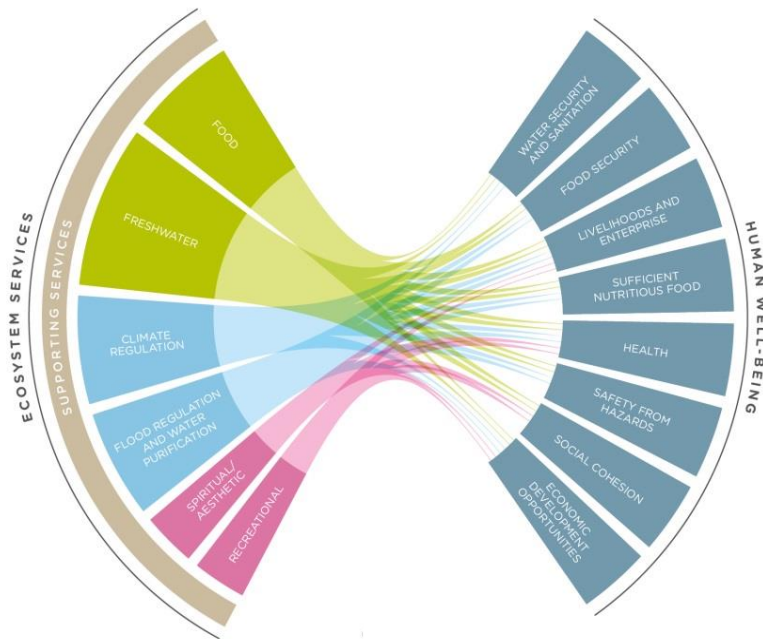 ECOSYSTEM SERVICES
SUPPORTING SERVICES
FOOD
FRESHWATER
CLIMATE
REGULATION
FLOOD REGULATION
AND WATER
PURIFICATION
SPIRITUAL/
AESTHETIC
RECREATIONAL
WATER SECURITY
AND SANITATION
FOOD SECURITY
LIVELIHOODS AND
ENTERPRISE
SUFFICIENT
NUTRITIOUS FOOD
HEALTH
SAFETY FROM
HAZARDS
SOCIAL COHESION
ECONOMIC
DEVELOPMENT
OPPORTUNITIES
HUMAN WELL-BEING